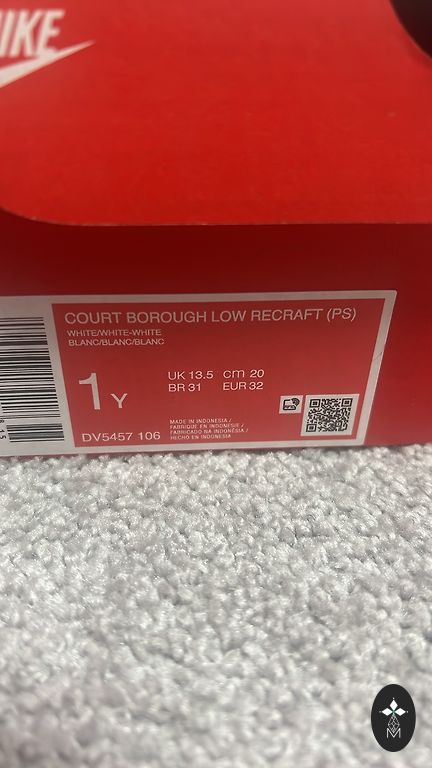 COURT BOROUGH LOW RECRAFT (PS)
WHITE/WHITE-WHITE
BLANC/BLANC/BLANC
1Y
UK 13.5 cm 20
BR 31 EUR 32
DV5457 106
MADE IN INDONESIA /
FABRIQUE EN INDONESIE /
FABRICADO NA INDONÉSIA /
HECHO EN INDONESIA
M